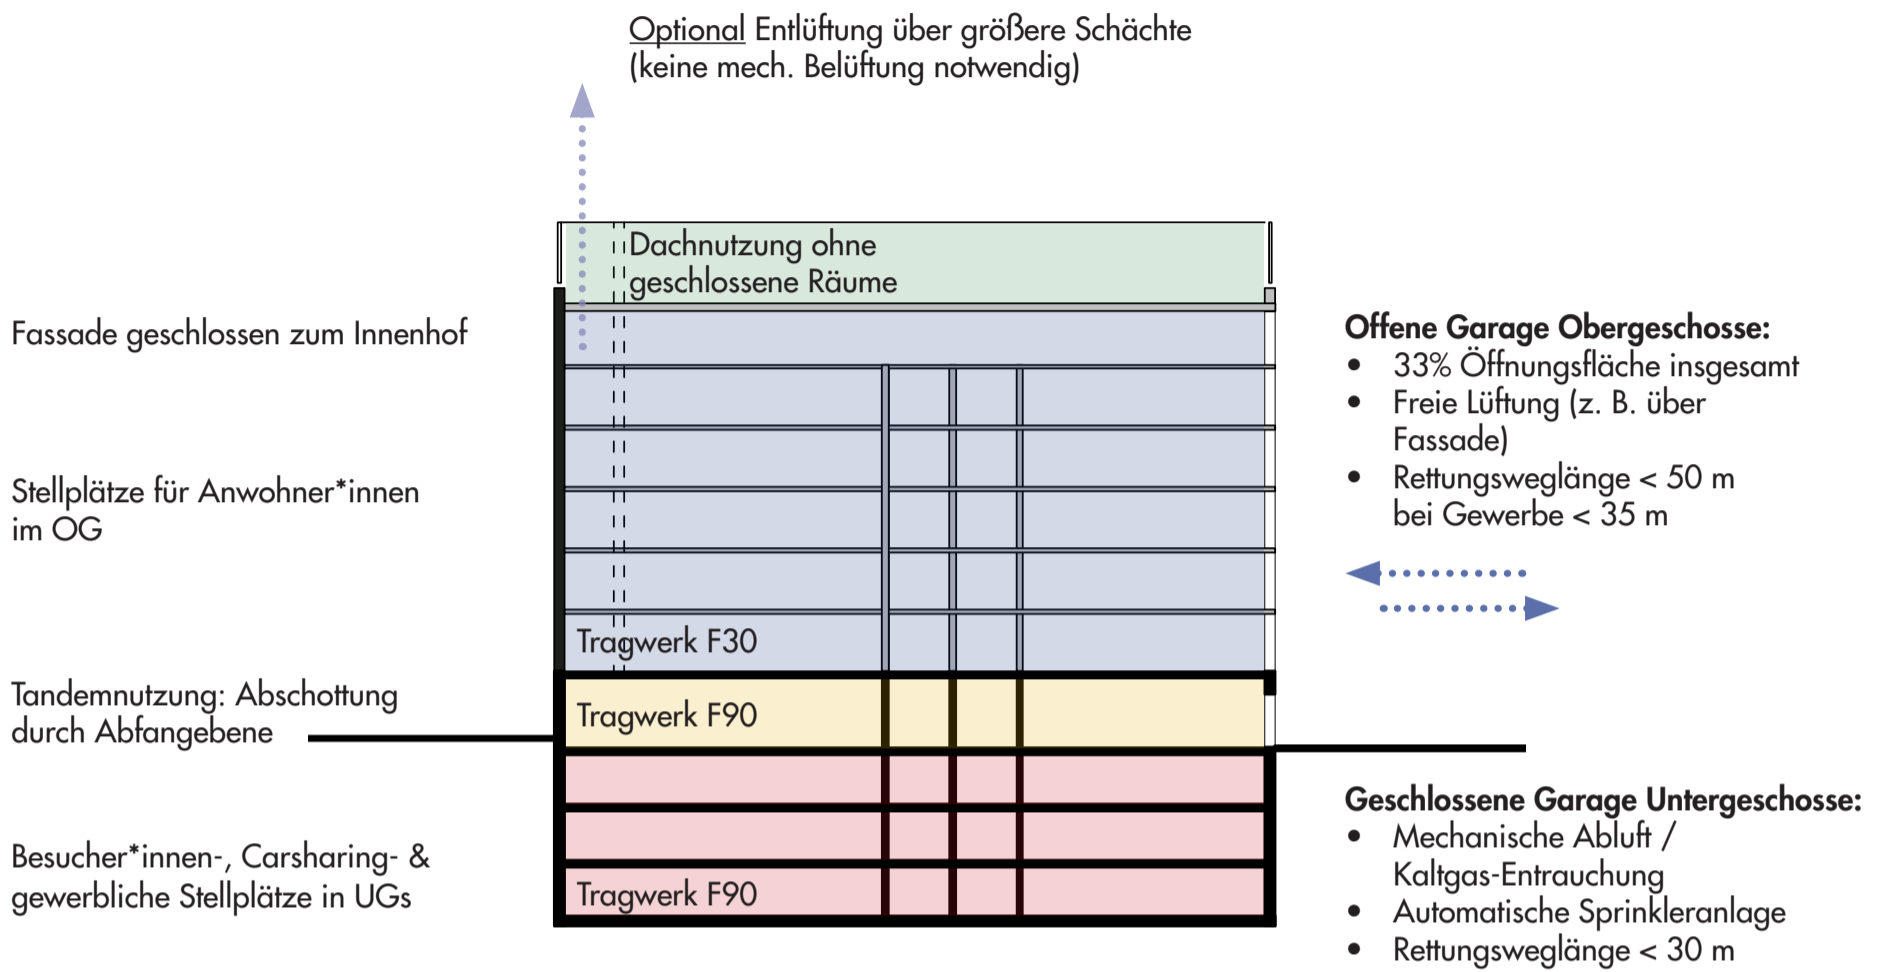 Optional Entlüftung über größere Schächte
(keine mech. Belüftung notwendig)
Dachnutzung ohne
geschlossene Räume
Fassade geschlossen zum Innenhof
Stellplätze für Anwohner*innen
im OG
Tragwerk F30
Tandemnutzung: Abschottung
durch Abfangebene
Tragwerk F90
Besucher*innen-, Carsharing- &
gewerbliche Stellplätze in UGs
Tragwerk F90
Offene Garage Obergeschosse:
• 33% Öffnungsfläche insgesamt
• Freie Lüftung (z. B. über
Fassade)
• Rettungsweglänge < 50 m
bei Gewerbe < 35 m
Geschlossene Garage Untergeschosse:
• Mechanische Abluft /
Kaltgas-Entrauchung
• Automatische Sprinkleranlage
• Rettungsweglänge < 30 m